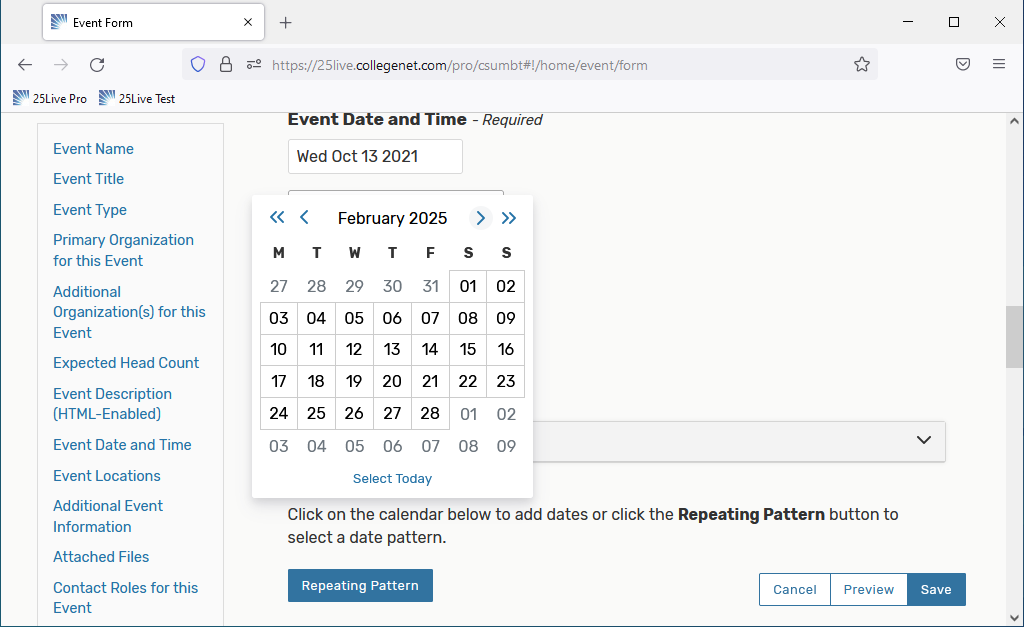 Event Form
https://25live.collegenet.com/pro/csumbt#!/home/event/form
25Live Pro 25Live Test
Event Name
Event Title
Event Type
Primary Organization
for this Event
Additional
Organization(s) for this
Event
Expected Head Count
Event Description
(HTML-Enabled)
Event Date and Time
Event Locations
Additional Event
Information
Attached Files
Contact Roles for this
Event
Event Date and Time - Required
Wed Oct 13 2021
February 2025
M T W T F S S
27 28 29 30 31 01 02
03 04 05 06 07 08 09
10 11 12 13 14 15 16
17 18 19 20 21 22 23
24 25 26 27 28 01 02
03 04 05 06 07 08 09
Select Today
Click on the calendar below to add dates or click the Repeating Pattern button to
select a date pattern.
Repeating Pattern
Cancel Preview Save